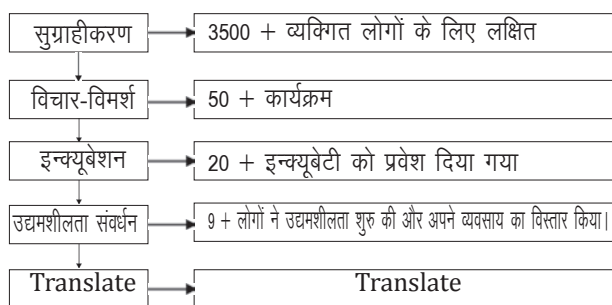 सुग्राहीकरण 3500 + व्यक्गित लोगों के लिए लक्षित
विचार-विमर्श 50 + कार्यक्रम
इन्क्यूबेशन 20 + इन्क्यूबेटी को प्रवेश दिया गया
उद्यमशीलता संवर्धन 9 + लोगों ने उद्यमशीलता शुरु की और अपने व्यवसाय का विस्तार किया।
Translate Translate